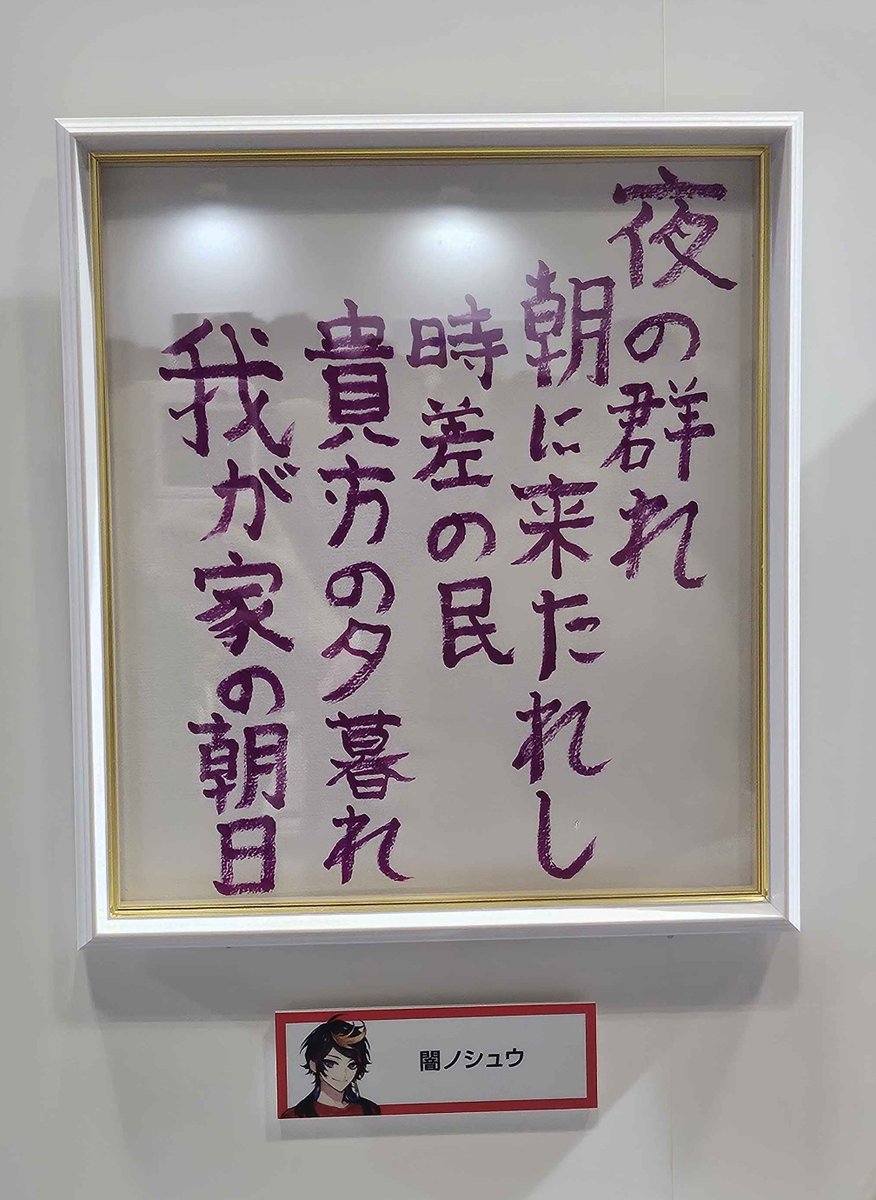 夜の群れ
朝に来たれし
時差の民
貴方の夕暮れ
我が家の朝日
闇ノシュウ